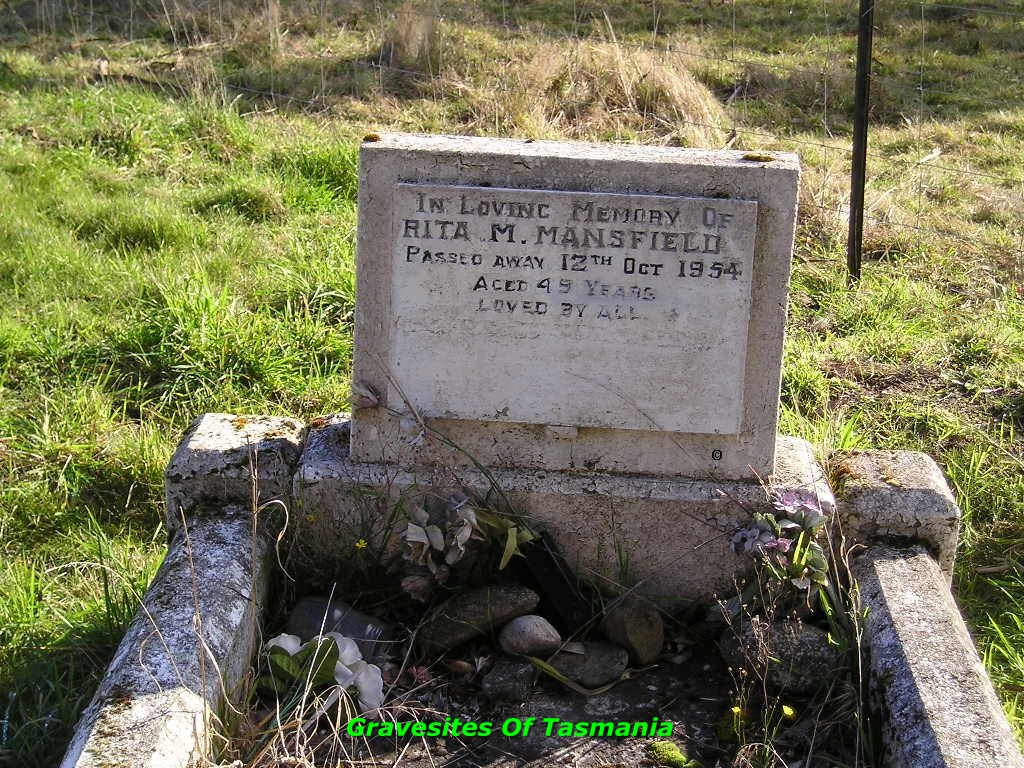 IN LOVING MEMORY OF
RITA M. MANSFIELD
PASSED AWAY 12TH OCT 1954
AGED 49 YEARS
LOVED BY ALL
©
Gravesites Of Tasmania